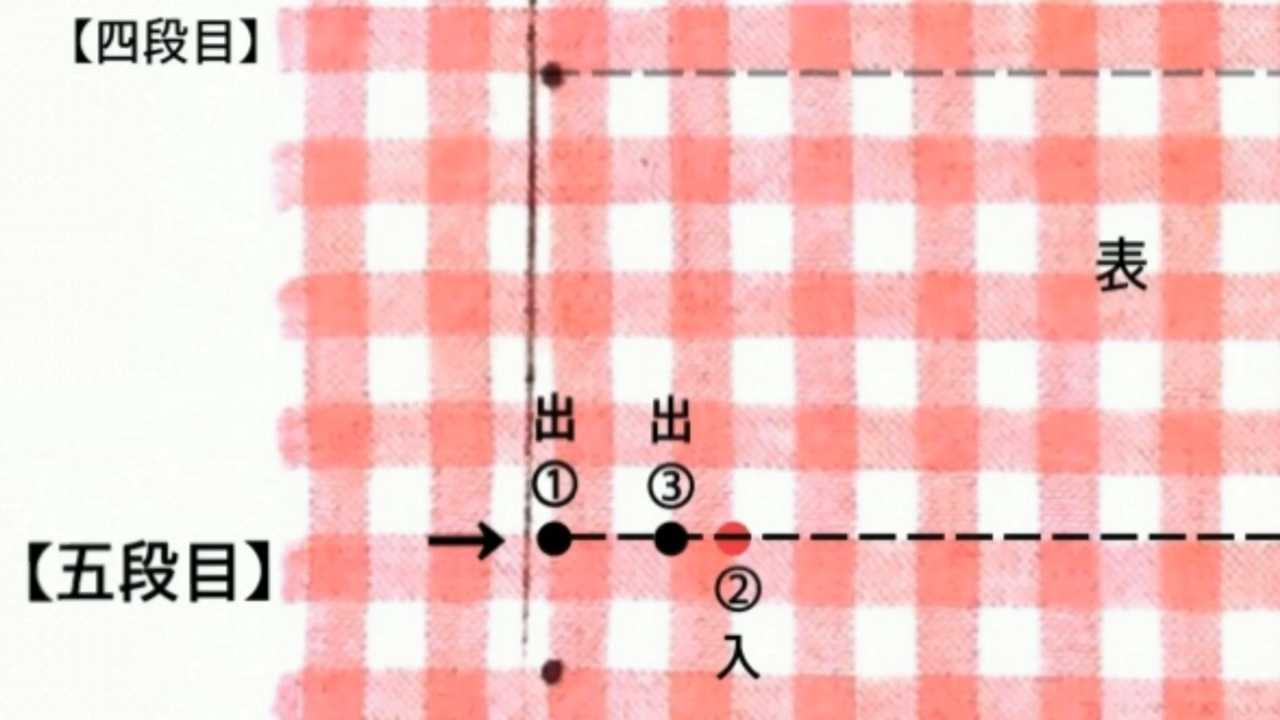 【四段目】
表
出 出
① ③
【五段目】
②
入